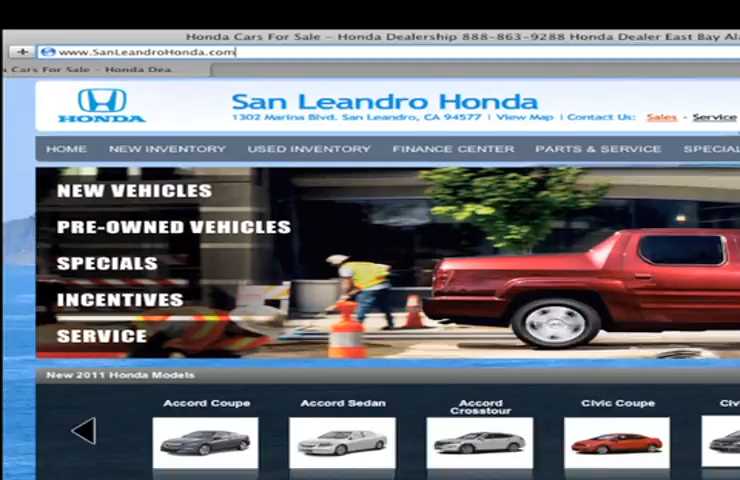 Honda Cars For Sale - Honda Dealership 888-863-9288 Honda Dealer East Bay
www.SanLeandroHonda.com
Cars For Sale - Honda Dea...
HONDA
San Leandro Honda
1302 Marina Blvd. San Leandro, CA 94577 | View Map | Contact Us: Sales - Service
HOME NEW INVENTORY USED INVENTORY FINANCE CENTER PARTS & SERVICE SPECIAL
NEW VEHICLES
PRE-OWNED VEHICLES
SPECIALS
INCENTIVES
SERVICE
New 2011 Honda Models
Accord Coupe Accord Sedan Accord Crosstour Civic Coupe